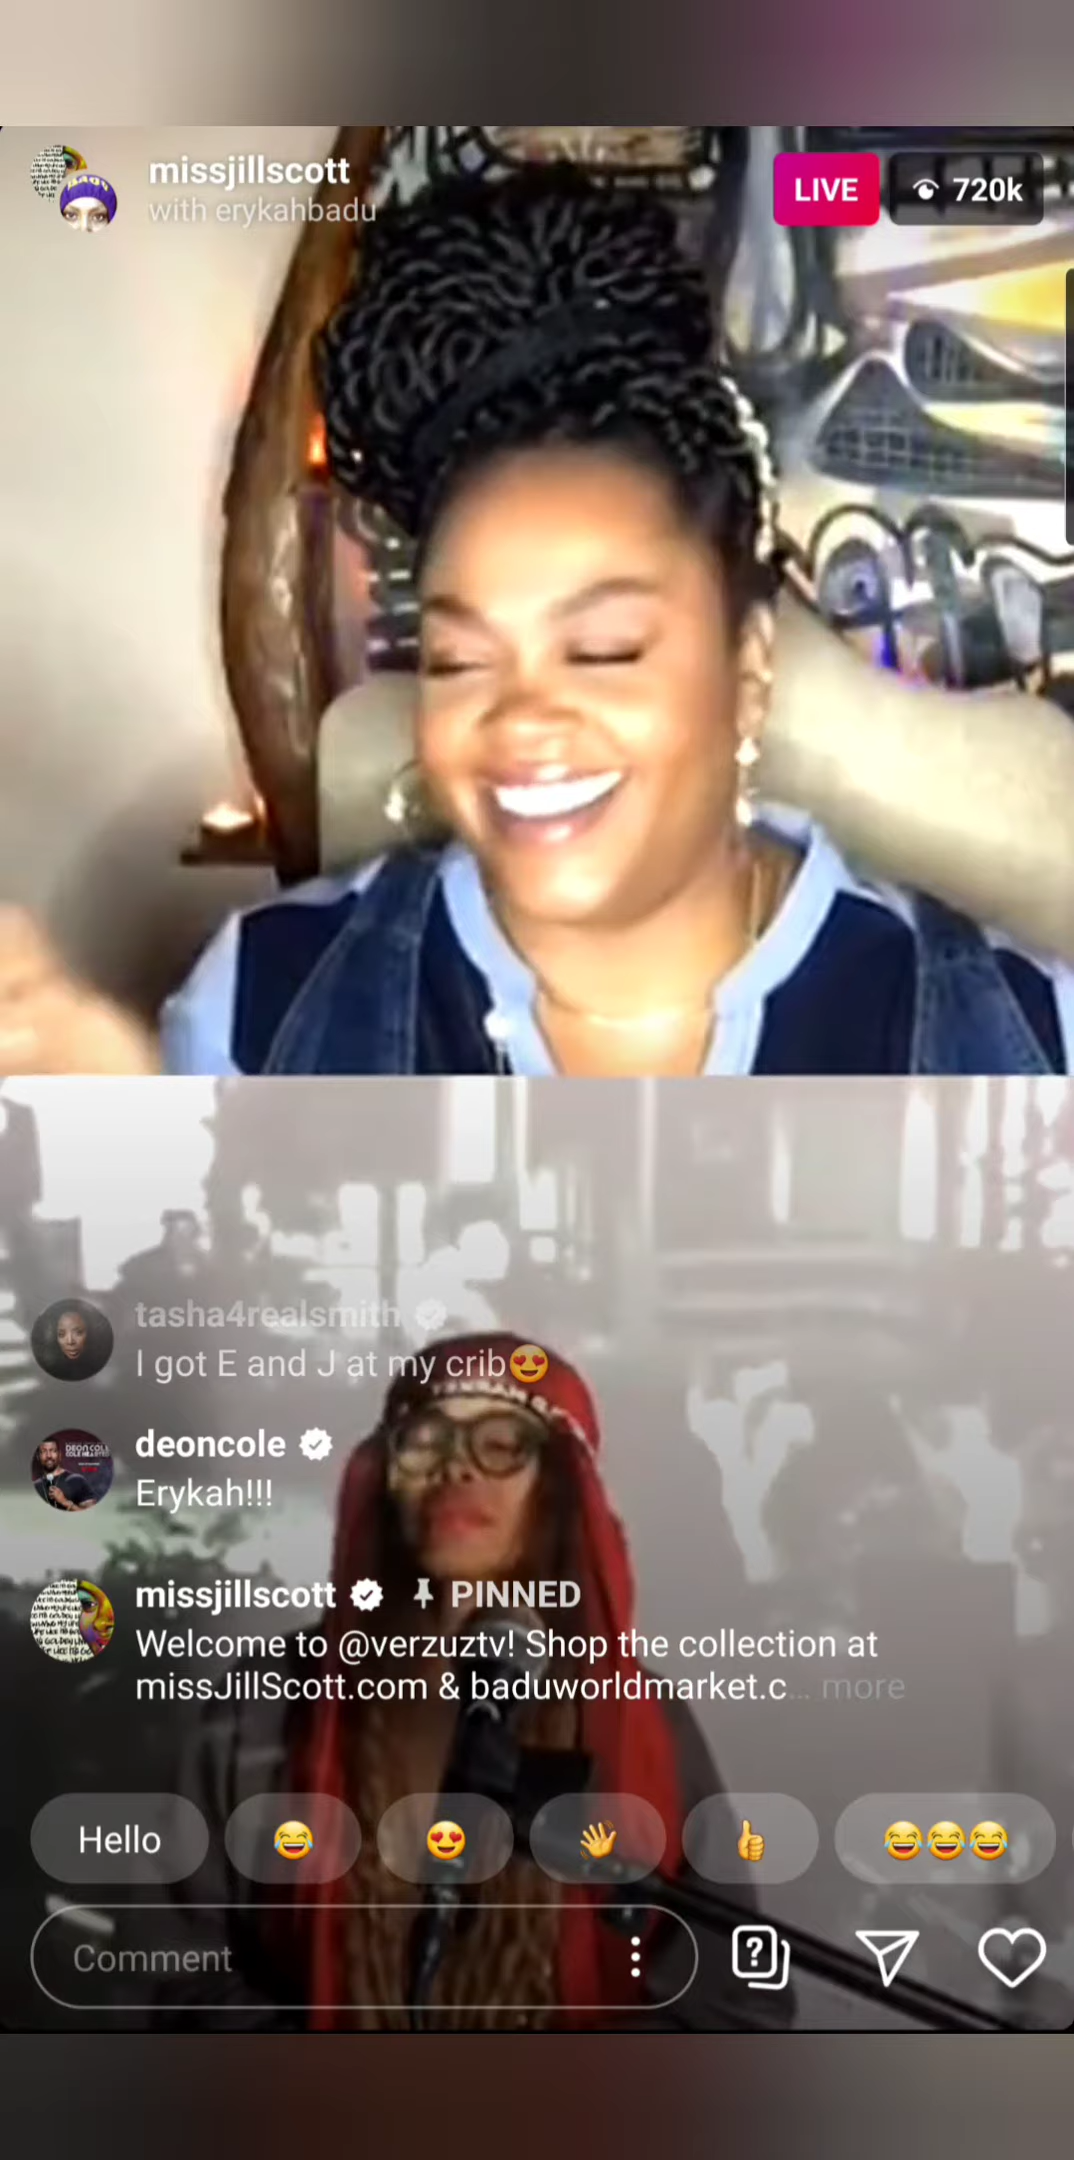 missjillscott
with erykahbadu
LIVE
720k
tasha4realsmith
I got E and J at my crib😍
deoncole
Erykah!!!
missjillscott PINNED
Welcome to @verzuztv! Shop the collection at
missJillScott.com & baduworldmarket.c... more
Hello
😂
😍
👋
👍
😂😂😂
Comment